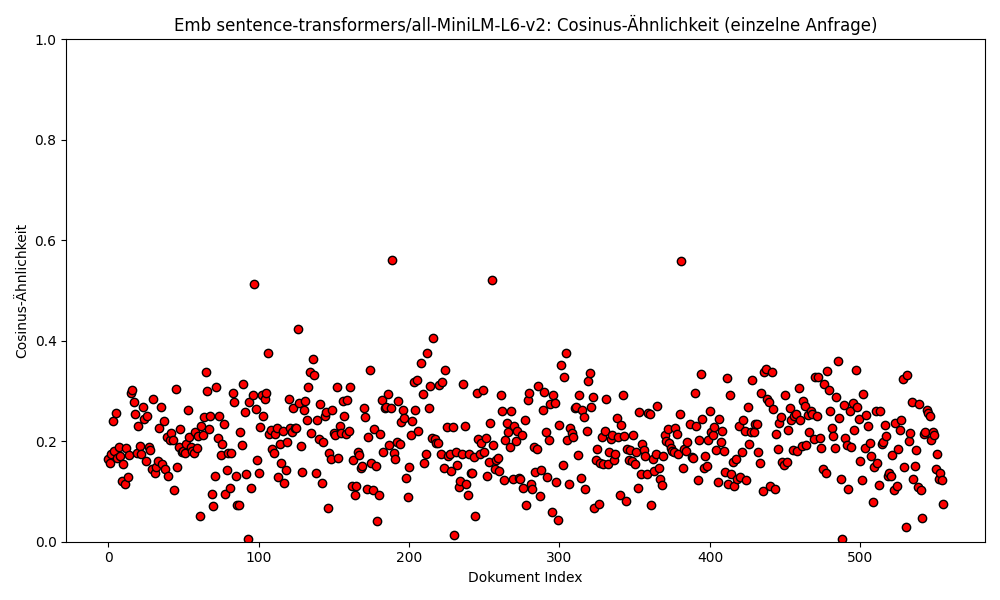 Emb sentence-transformers/all-MiniLM-L6-v2: Cosinus-Ähnlichkeit (einzelne Anfrage)
1.0
0.8
0.6
0.4
0.2
0.0
Cosinus-Ähnlichkeit
0 100 200 300 400 500
Dokument Index